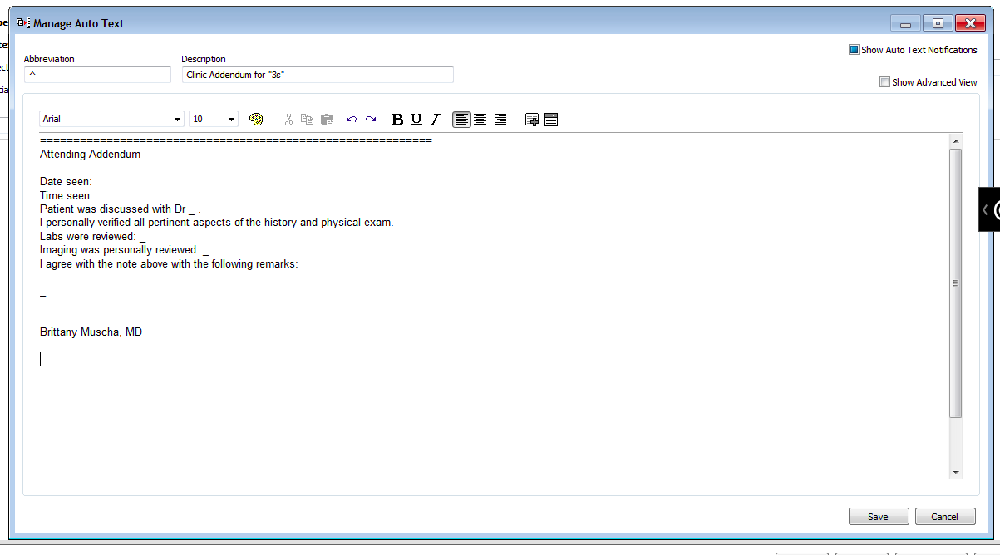 Manage Auto Text
Show Auto Text Notifications
Abbreviation Description
^ Clinic Addendum for "3s"
Show Advanced View
Arial 10 B U I
===========================================================
Attending Addendum
Date seen:
Time seen:
Patient was discussed with Dr _ .
I personally verified all pertinent aspects of the history and physical exam.
Labs were reviewed: _
Imaging was personally reviewed: _
I agree with the note above with the following remarks:
_
Brittany Muscha, MD
Save Cancel